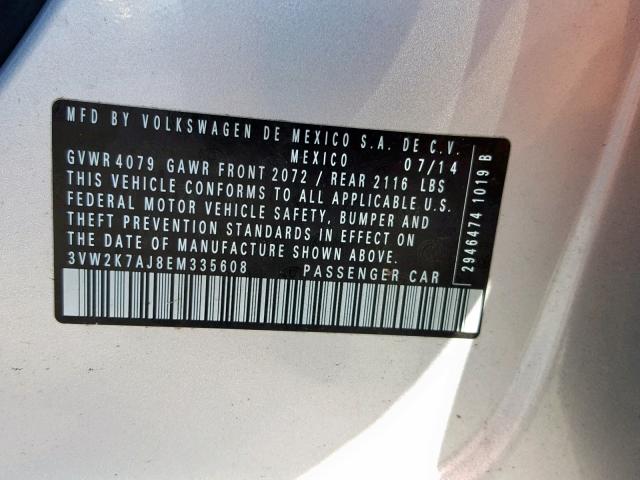 MFD BY VOLKSWAGEN DE MEXICO S.A. DE C.V.
MEXICO 07/14
GVWR 4079 GAWR FRONT 2072 / REAR 2116 LBS
THIS VEHICLE CONFORMS TO ALL APPLICABLE U.S.
FEDERAL MOTOR VEHICLE SAFETY, BUMPER AND
THEFT PREVENTION STANDARDS IN EFFECT ON
THE DATE OF MANUFACTURE SHOWN ABOVE.
3VW2K7AJ8EM335608 PASSENGER CAR
2946474 1019 B